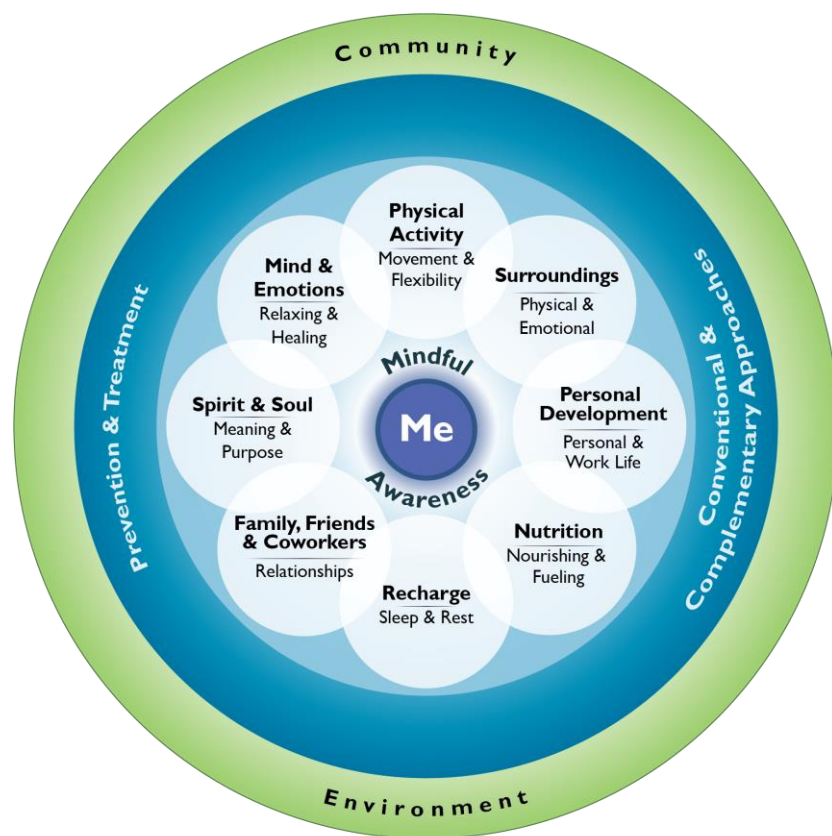 Community
Prevention & Treatment
Conventional &
Complementary Approaches
Physical
Activity
Movement &
Flexibility
Surroundings
Physical &
Emotional
Personal
Development
Personal &
Work Life
Nutrition
Nourishing &
Fueling
Recharge
Sleep & Rest
Family, Friends
& Coworkers
Relationships
Spirit & Soul
Meaning &
Purpose
Mind &
Emotions
Relaxing &
Healing
Mindful
Me
Awareness
Environment